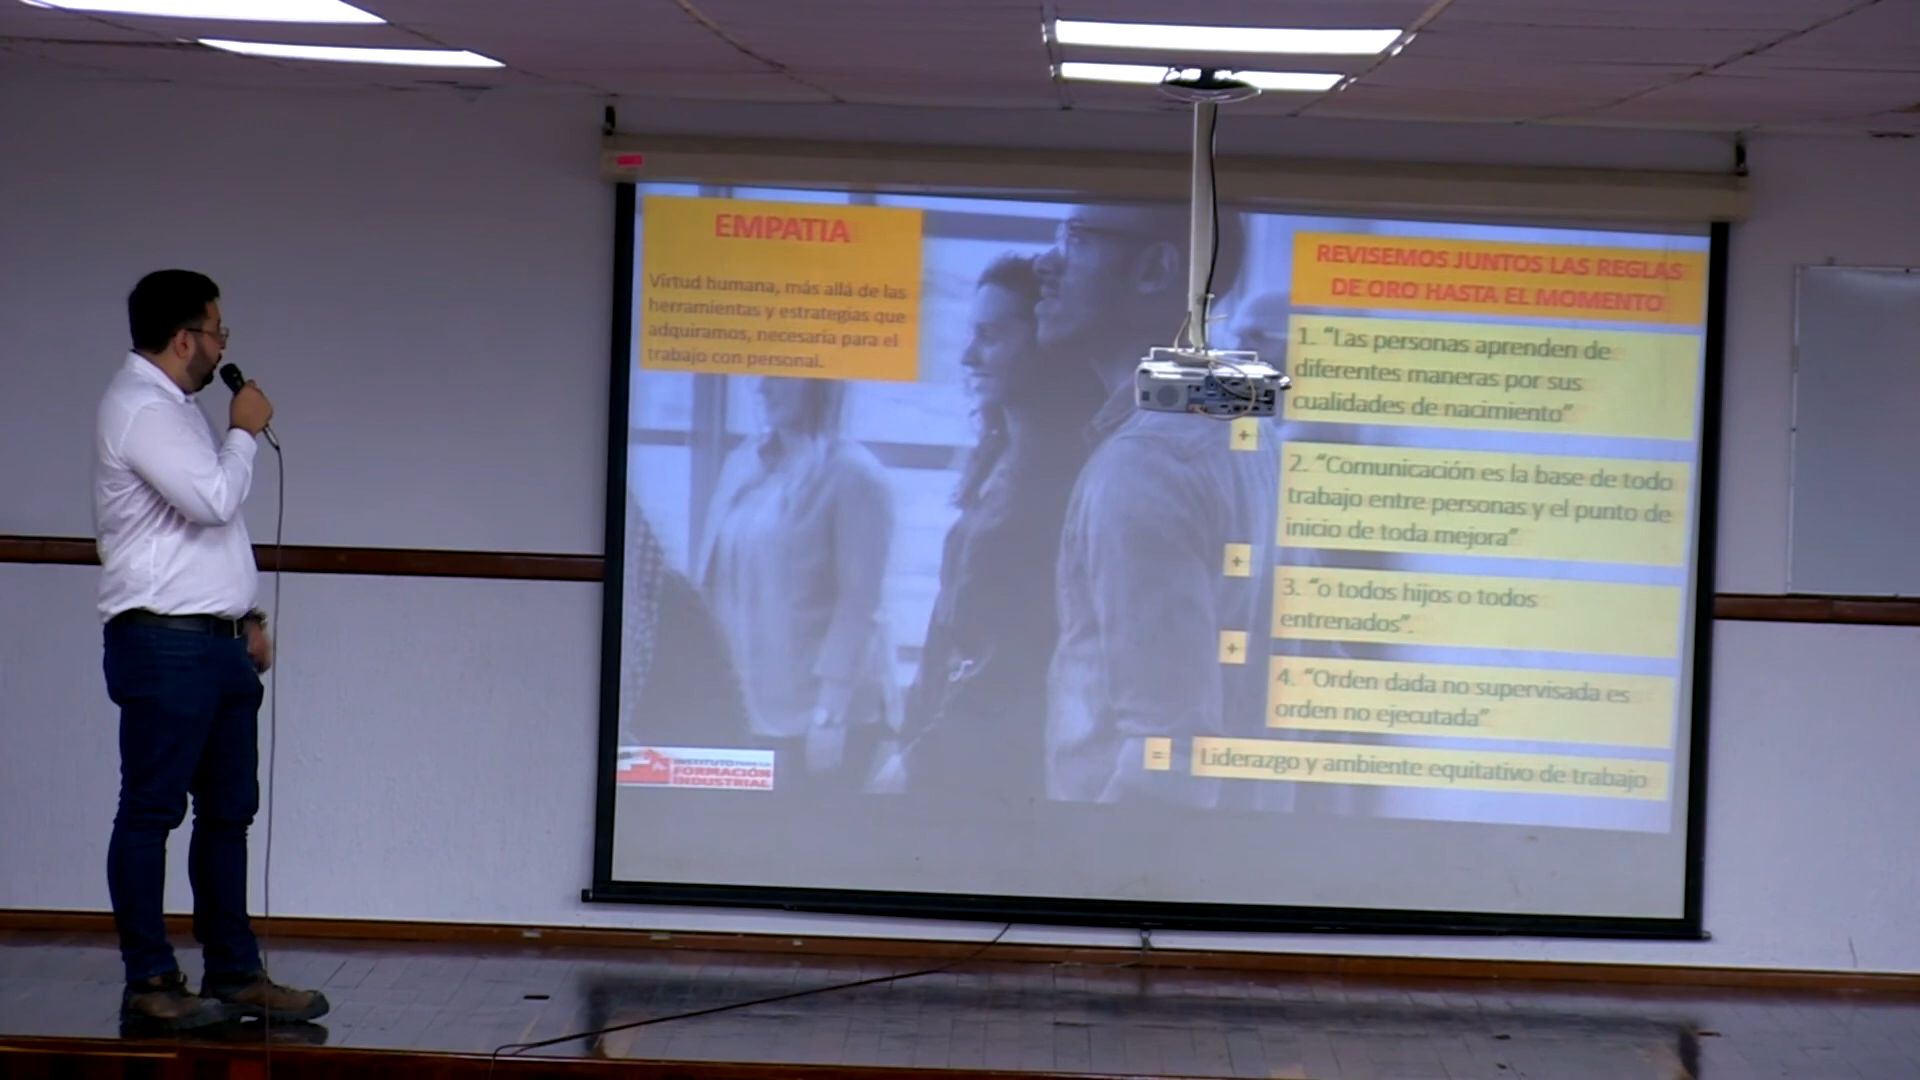 EMPATIA
Virtud humana, más allá de las
herramientas y estrategias que
adquiramos, necesaria para el
trabajo con personal.
REVISEMOS JUNTOS LAS REGLAS
DE ORO HASTA EL MOMENTO
1. “Las personas aprenden de
diferentes maneras por sus
cualidades de nacimiento”
+
2. “Comunicación es la base de todo
trabajo entre personas y el punto de
inicio de toda mejora”
+
3. “o todos hijos o todos
entrenados”.
+
4. “Orden dada no supervisada es
orden no ejecutada”
= Liderazgo y ambiente equitativo de trabajo
INSTITUTO PARA LA
FORMACIÓN
INDUSTRIAL